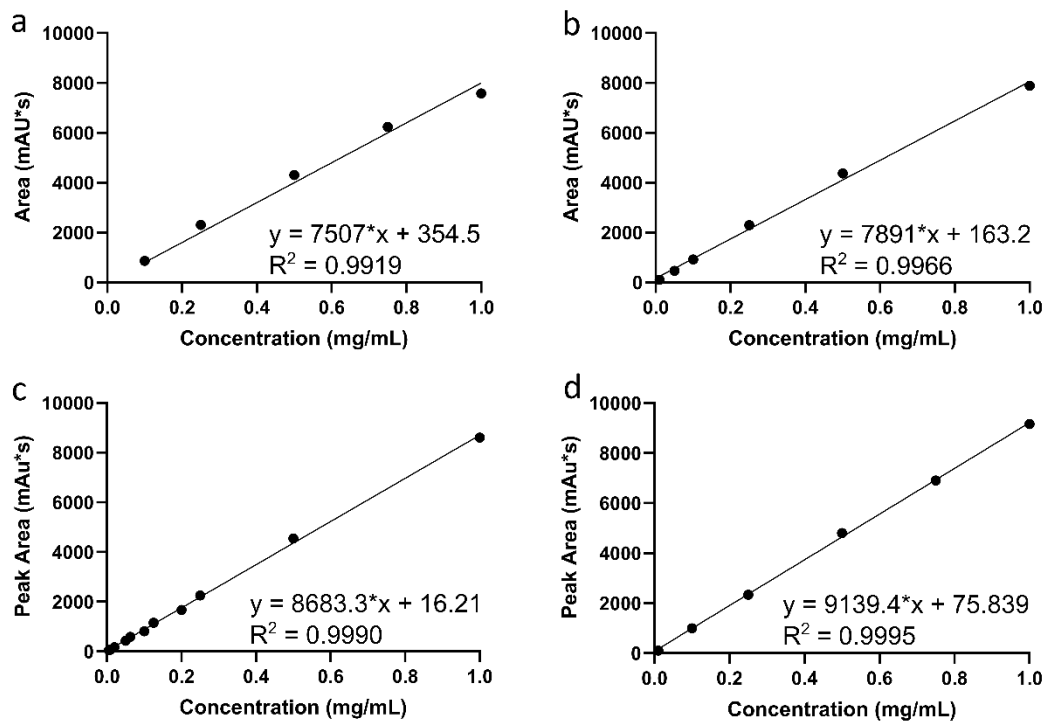 a
10000
8000
6000
4000
2000
0
Area (mAU*s)
y = 7507*x + 354.5
R² = 0.9919
0.0 0.2 0.4 0.6 0.8 1.0
Concentration (mg/mL)
b
10000
8000
6000
4000
2000
0
Area (mAU*s)
y = 7891*x + 163.2
R² = 0.9966
0.0 0.2 0.4 0.6 0.8 1.0
Concentration (mg/mL)
c
10000
8000
6000
4000
2000
0
Peak Area (mAu*s)
y = 8683.3*x + 16.21
R² = 0.9990
0.0 0.2 0.4 0.6 0.8 1.0
Concentration (mg/mL)
d
10000
8000
6000
4000
2000
0
Peak Area (mAu*s)
y = 9139.4*x + 75.839
R² = 0.9995
0.0 0.2 0.4 0.6 0.8 1.0
Concentration (mg/mL)